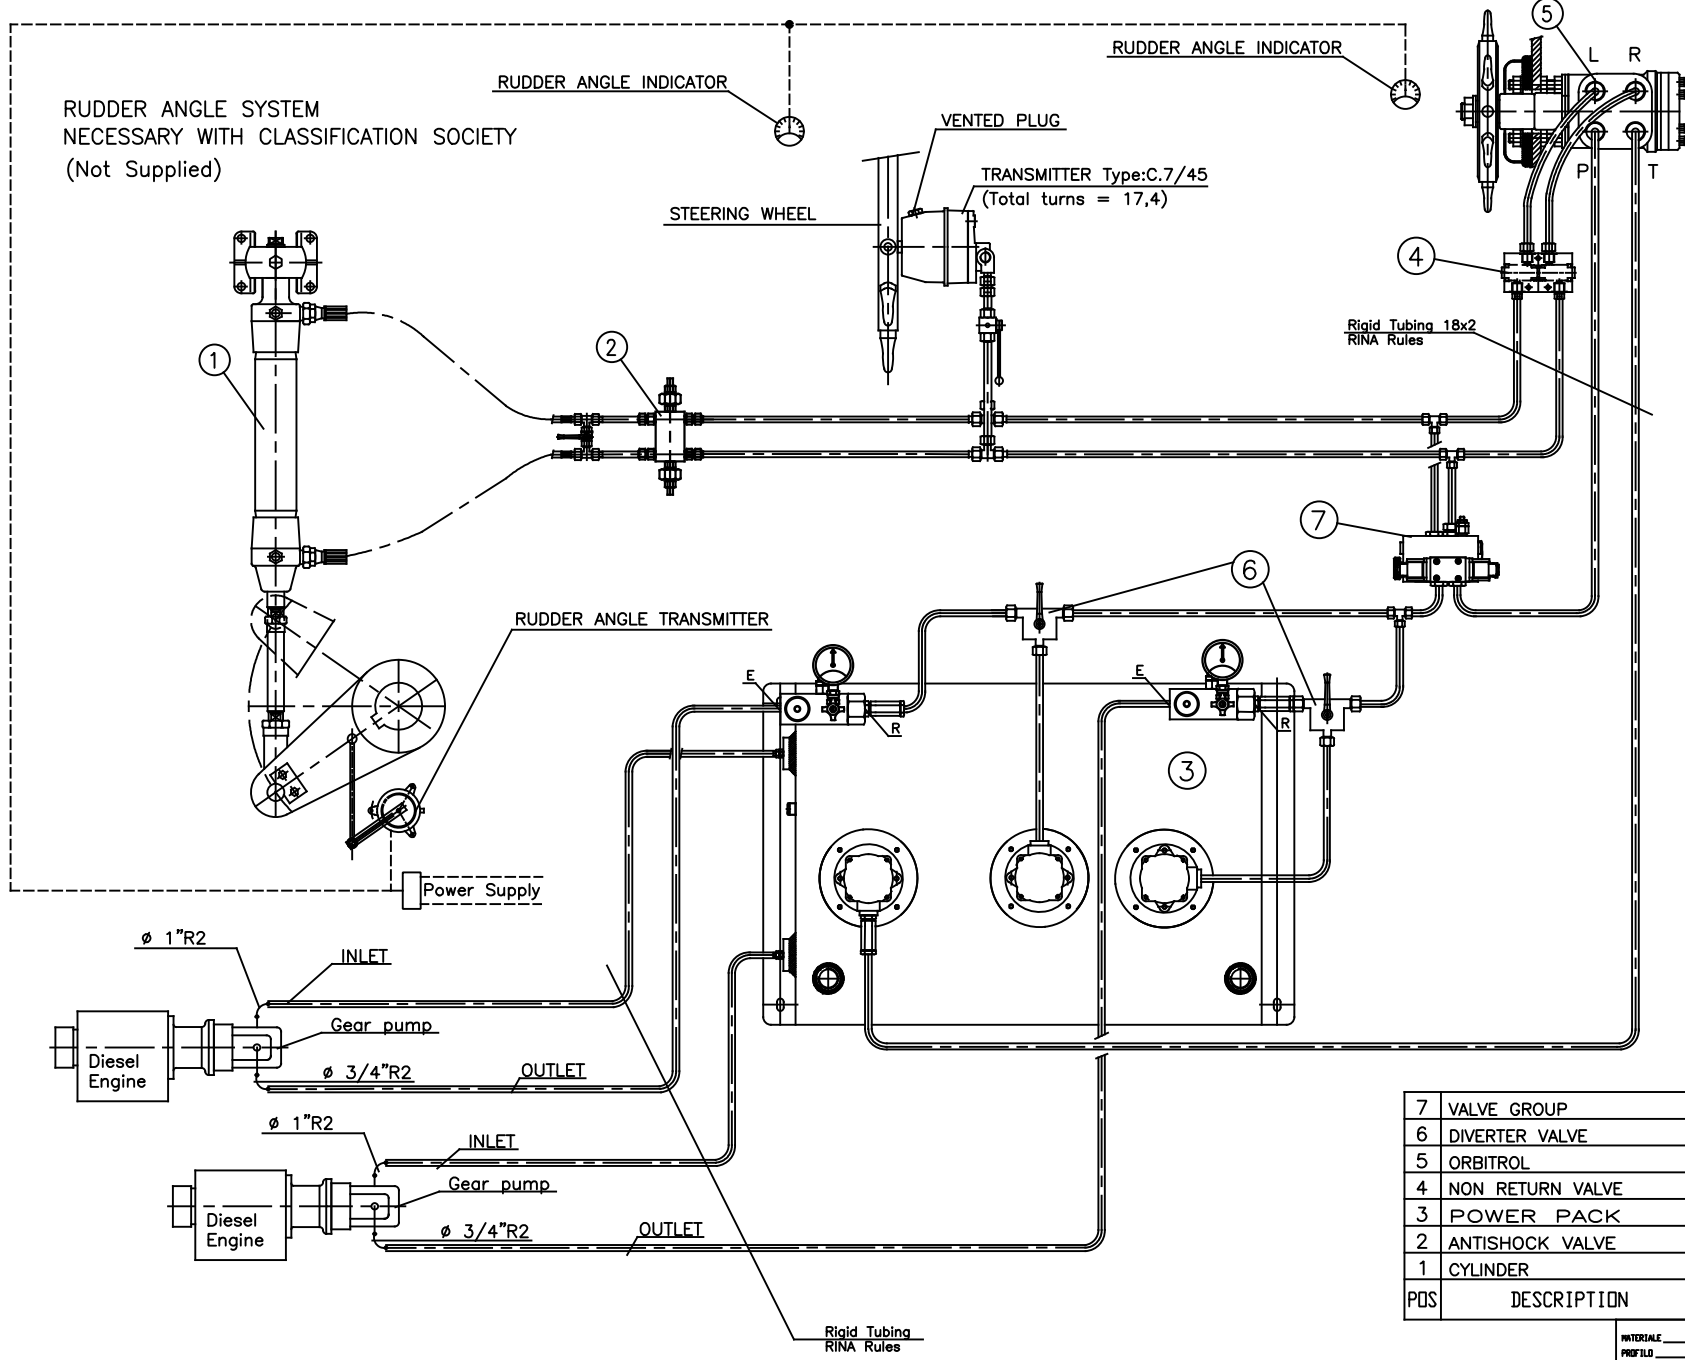 5
RUDDER ANGLE INDICATOR
L R
RUDDER ANGLE INDICATOR
RUDDER ANGLE SYSTEM
NECESSARY WITH CLASSIFICATION SOCIETY
(Not Supplied)
VENTED PLUG
TRANSMITTER Type:C.7/45
(Total turns = 17,4)
P T
STEERING WHEEL
4
Rigid Tubing 18x2
RINA Rules
1
2
7
6
RUDDER ANGLE TRANSMITTER
E
R
E
R
3
Power Supply
ø 1"R2
INLET
Gear pump
Diesel
Engine
ø 3/4"R2
OUTLET
ø 1"R2
INLET
Gear pump
Diesel
Engine
ø 3/4"R2
OUTLET
Rigid Tubing
RINA Rules
7 VALVE GROUP
6 DIVERTER VALVE
5 ORBITROL
4 NON RETURN VALVE
3 POWER PACK
2 ANTISHOCK VALVE
1 CYLINDER
POS DESCRIPTION
MATERIALE
PROFILO